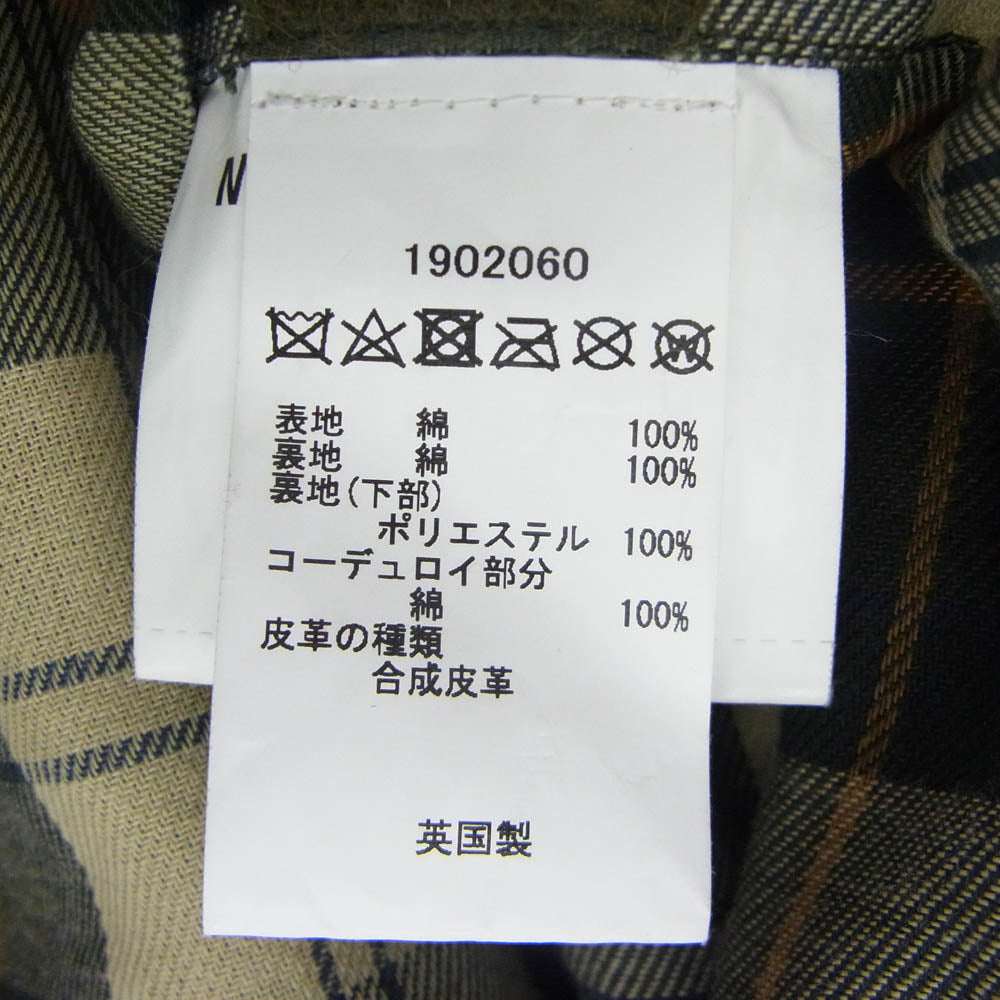 N
1902060
表地 綿 100%
裏地 綿 100%
裏地(下部)
ポリエステル 100%
コーデュロイ部分
綿 100%
皮革の種類
合成皮革
英国製